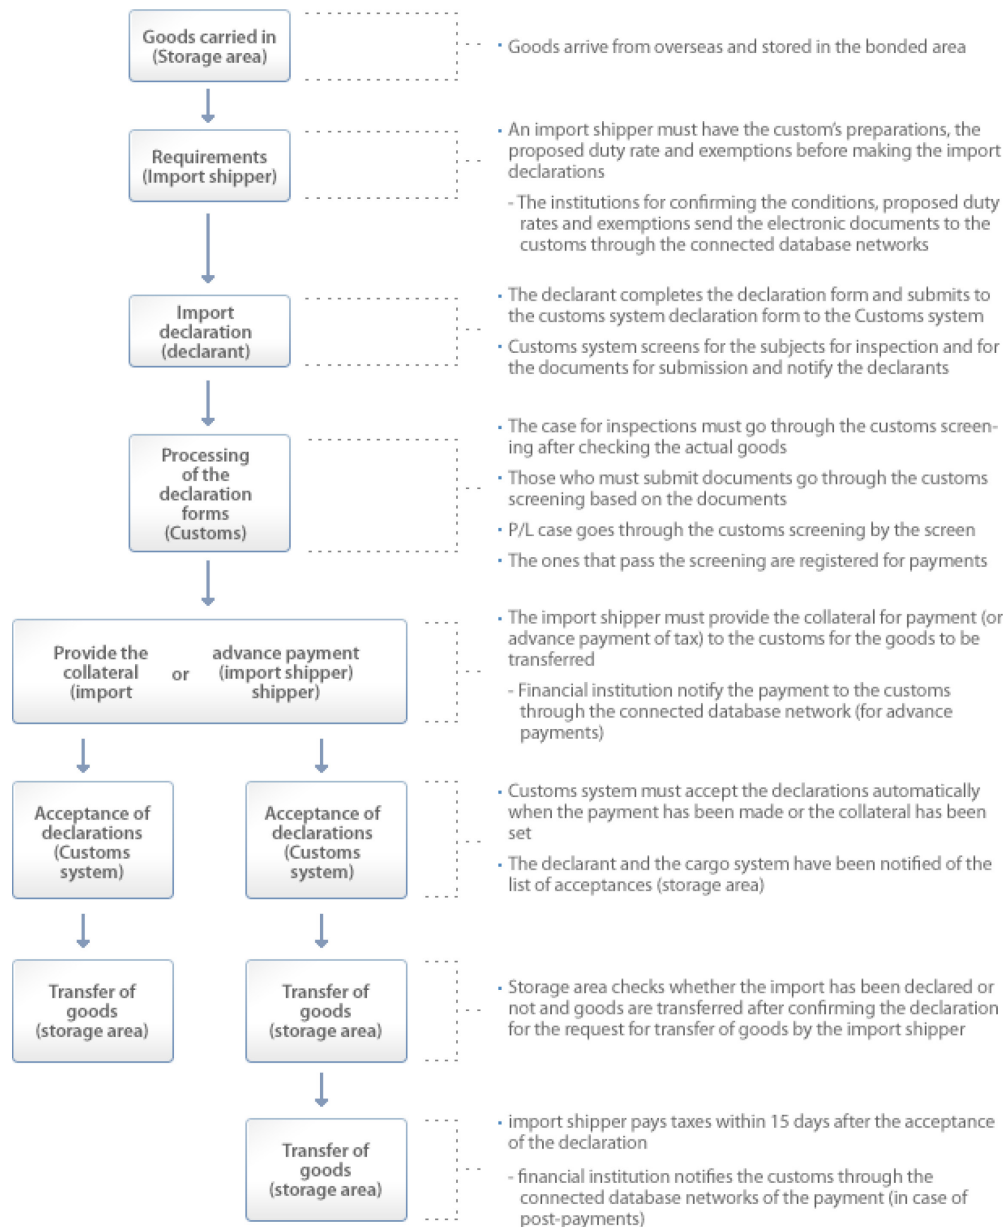 Goods carried in
(Storage area)
· Goods arrive from overseas and stored in the bonded area
Requirements
(Import shipper)
· An import shipper must have the custom's preparations, the
proposed duty rate and exemptions before making the import
declarations
- The institutions for confirming the conditions, proposed duty
rates and exemptions send the electronic documents to the
customs through the connected database networks
Import
declaration
(declarant)
· The declarant completes the declaration form and submits to
the customs system declaration form to the Customs system
· Customs system screens for the subjects for inspection and for
the documents for submission and notify the declarants
Processing
of the
declaration
forms
(Customs)
· The case for inspections must go through the customs screen-
ing after checking the actual goods
· Those who must submit documents go through the customs
screening based on the documents
· P/L case goes through the customs screening by the screen
· The ones that pass the screening are registered for payments
Provide the
collateral
(import
or
advance payment
(import shipper)
shipper)
· The import shipper must provide the collateral for payment (or
advance payment of tax) to the customs for the goods to be
transferred
- Financial institution notify the payment to the customs
through the connected database network (for advance
payments)
Acceptance of
declarations
(Customs
system)
Acceptance of
declarations
(Customs
system)
· Customs system must accept the declarations automatically
when the payment has been made or the collateral has been
set
· The declarant and the cargo system have been notified of the
list of acceptances (storage area)
Transfer of
goods
(storage area)
Transfer of
goods
(storage area)
· Storage area checks whether the import has been declared or
not and goods are transferred after confirming the declaration
for the request for transfer of goods by the import shipper
Transfer of
goods
(storage area)
· import shipper pays taxes within 15 days after the acceptance
of the declaration
- financial institution notifies the customs through the
connected database networks of the payment (in case of
post-payments)